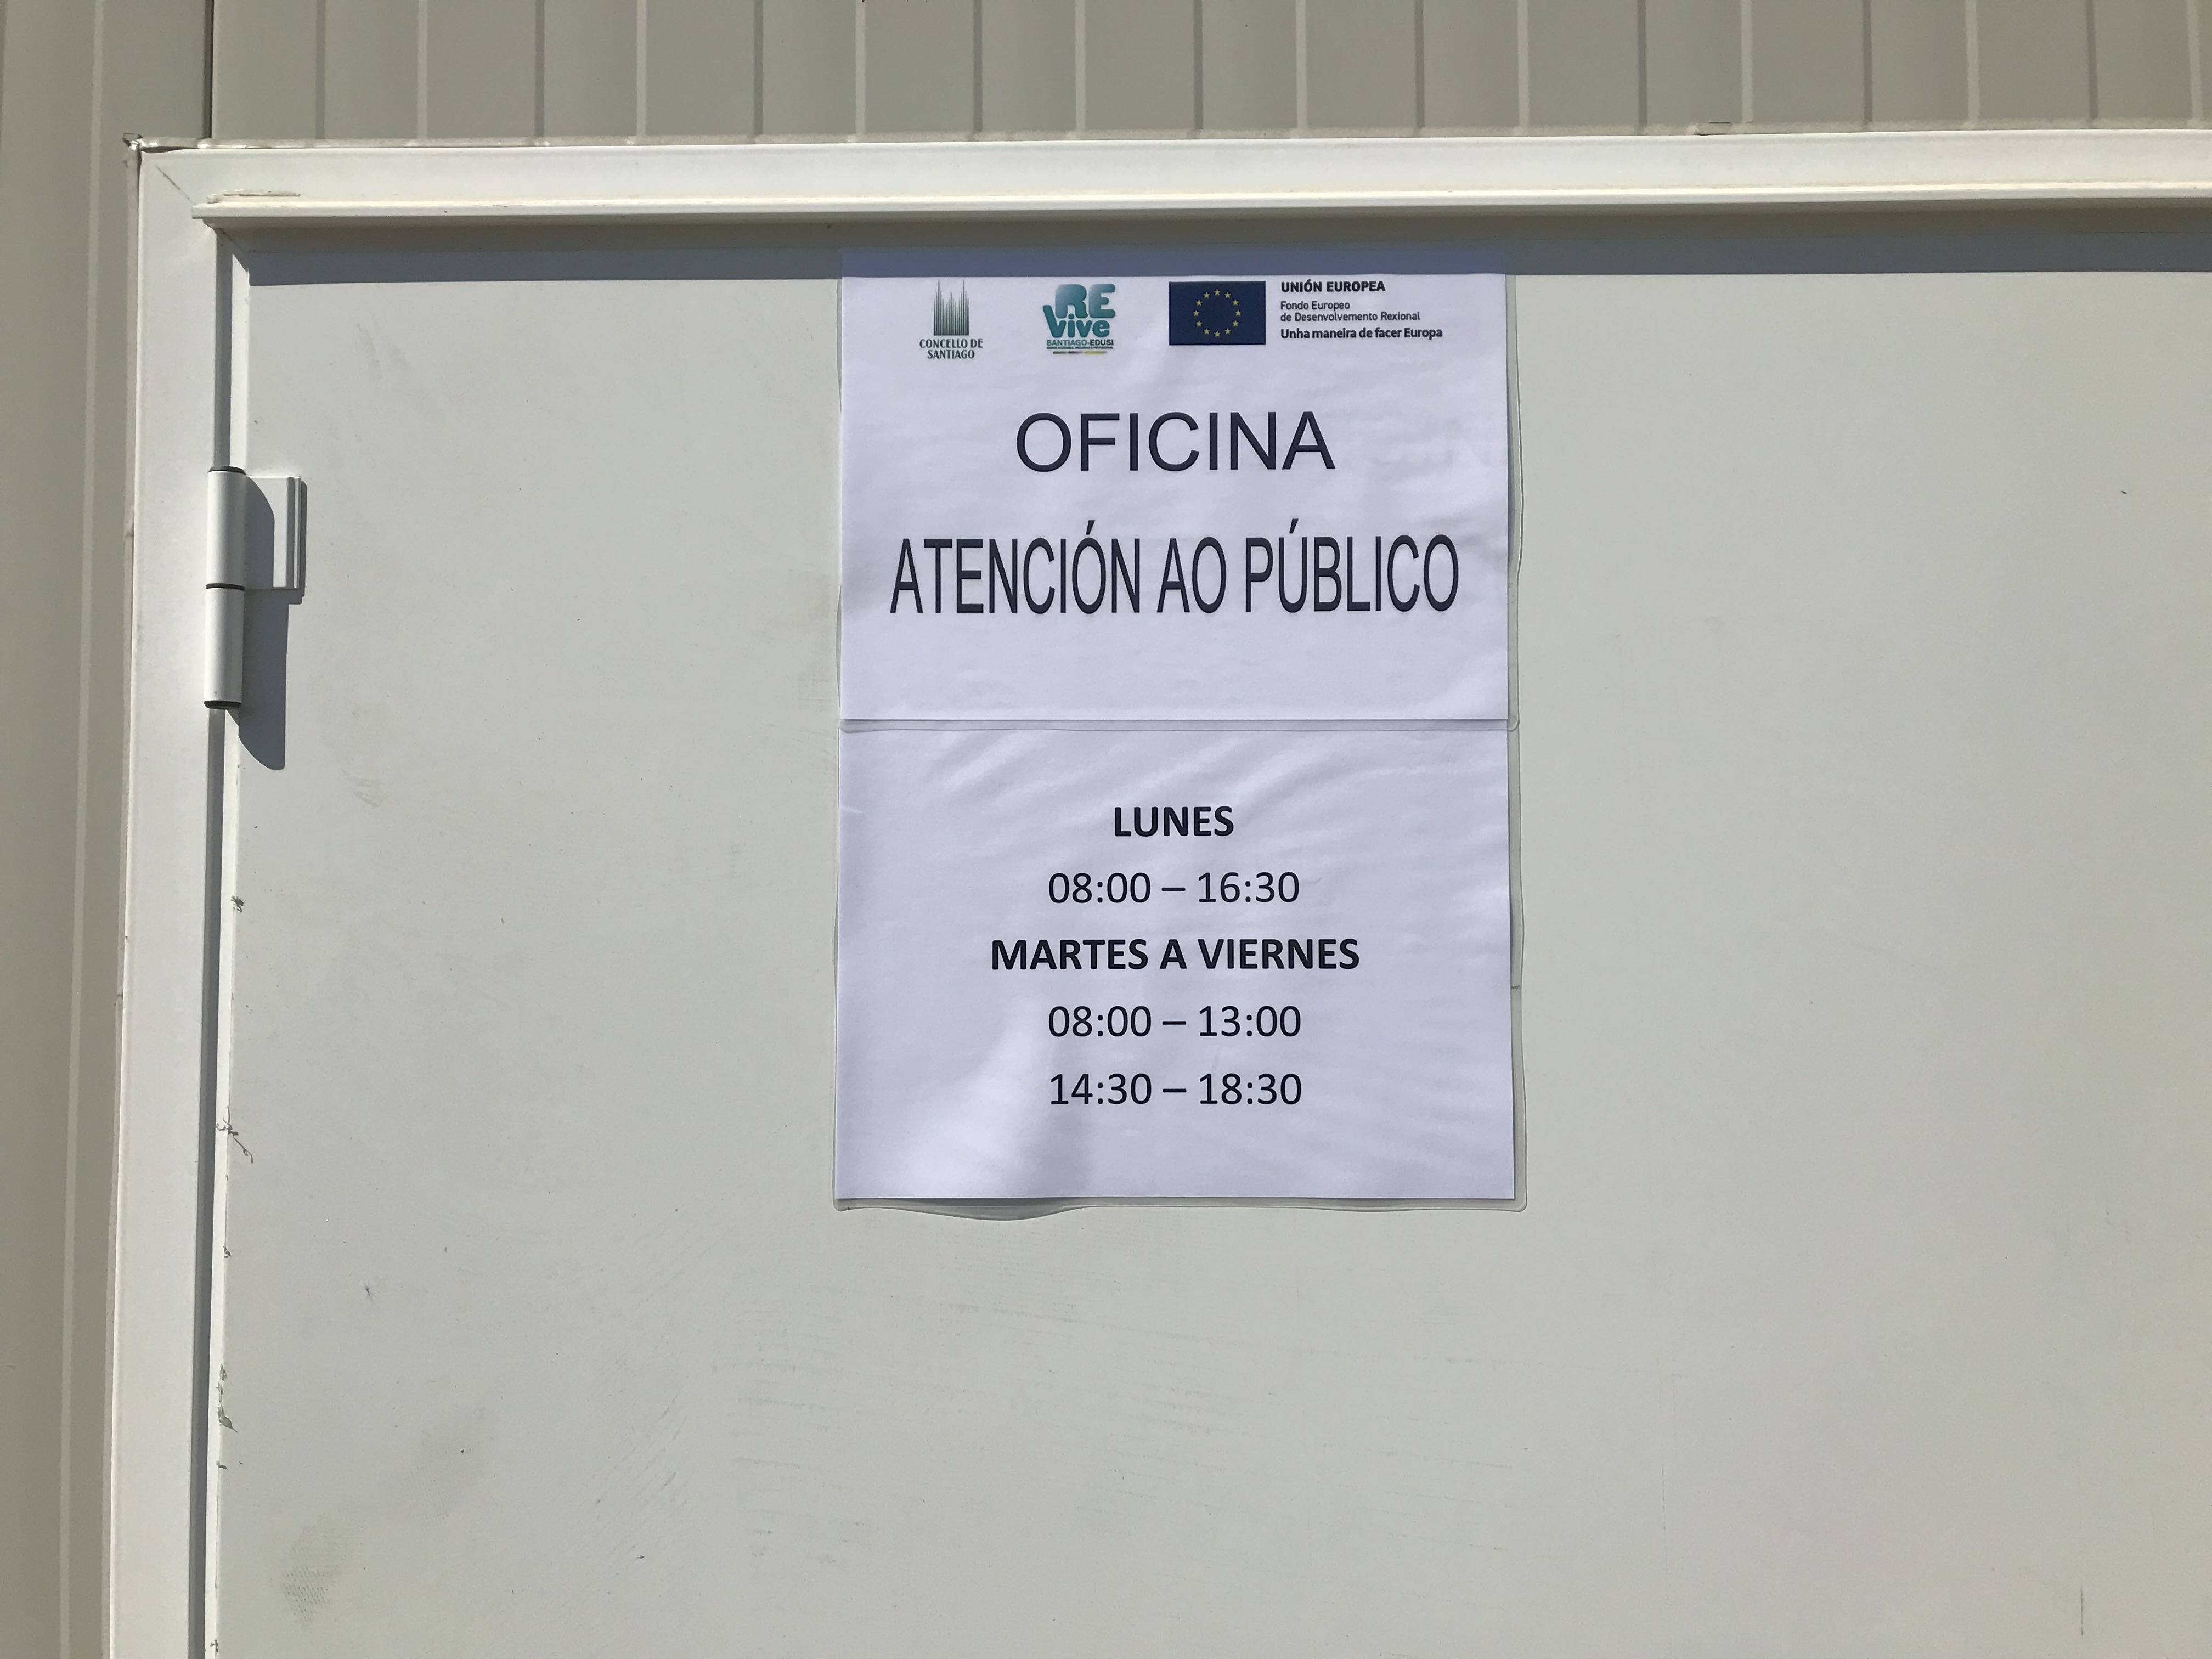 CONCELLO DE
SANTIAGO
RE
vive
SANTIAGO-EDUSI
UNIÓN EUROPEA
Fondo Europeo
de Desenvolvemento Rexional
Unha maneira de facer Europa
OFICINA
ATENCIÓN AO PÚBLICO
LUNES
08:00 – 16:30
MARTES A VIERNES
08:00 – 13:00
14:30 – 18:30